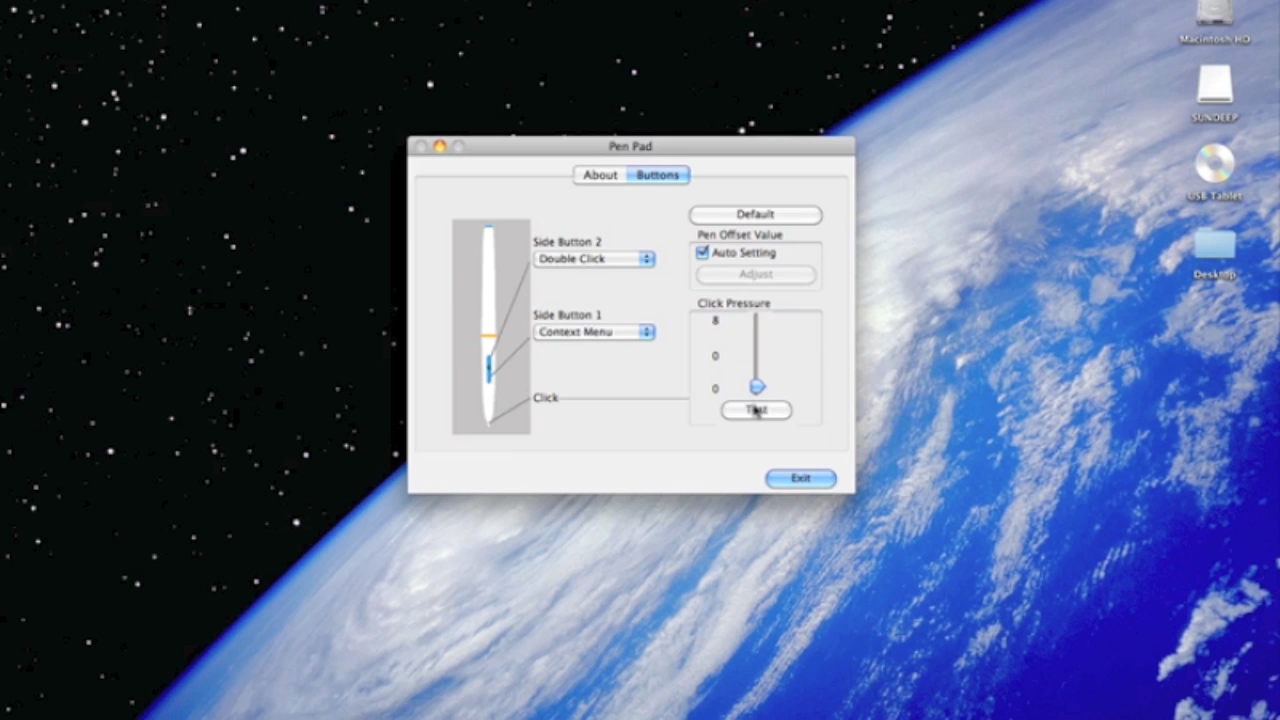 Macintosh HD
SUNDEEP
USB Tablet
Desktop
Pen Pad
About
Buttons
Default
Pen Offset Value
Side Button 2
Auto Setting
Double Click
Adjust
Click Pressure
Side Button 1
8
Context Menu
0
0
Click
Test
Exit